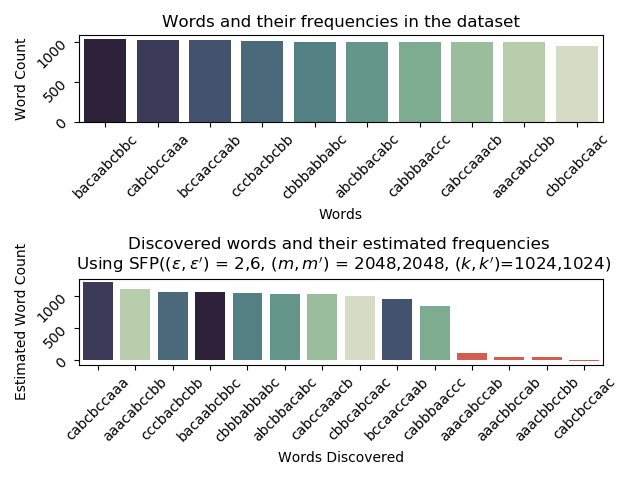 Words and their frequencies in the dataset
Word Count
1000
500
0
bacaabcbbc
cabcbccaaa
bccaaccaab
cccbacbcbb
cbbbabbabc
abcbbacabc
cabbbaaccc
cabccaaacb
aaacabccbb
cbbcabcaac
Words
Discovered words and their estimated frequencies
Using SFP((ε, ε′) = 2,6, (m, m′) = 2048,2048, (k, k′)=1024,1024)
Estimated Word Count
1000
500
0
cabcbccaaa
aaacabccbb
cccbacbcbb
bacaabcbbc
cbbbabbabc
abcbbacabc
cabccaaacb
cbbcabcaac
bccaaccaab
cabbbaaccc
aaacabccab
aaacbbccab
aaacbbccbb
cabcbccaac
Words Discovered